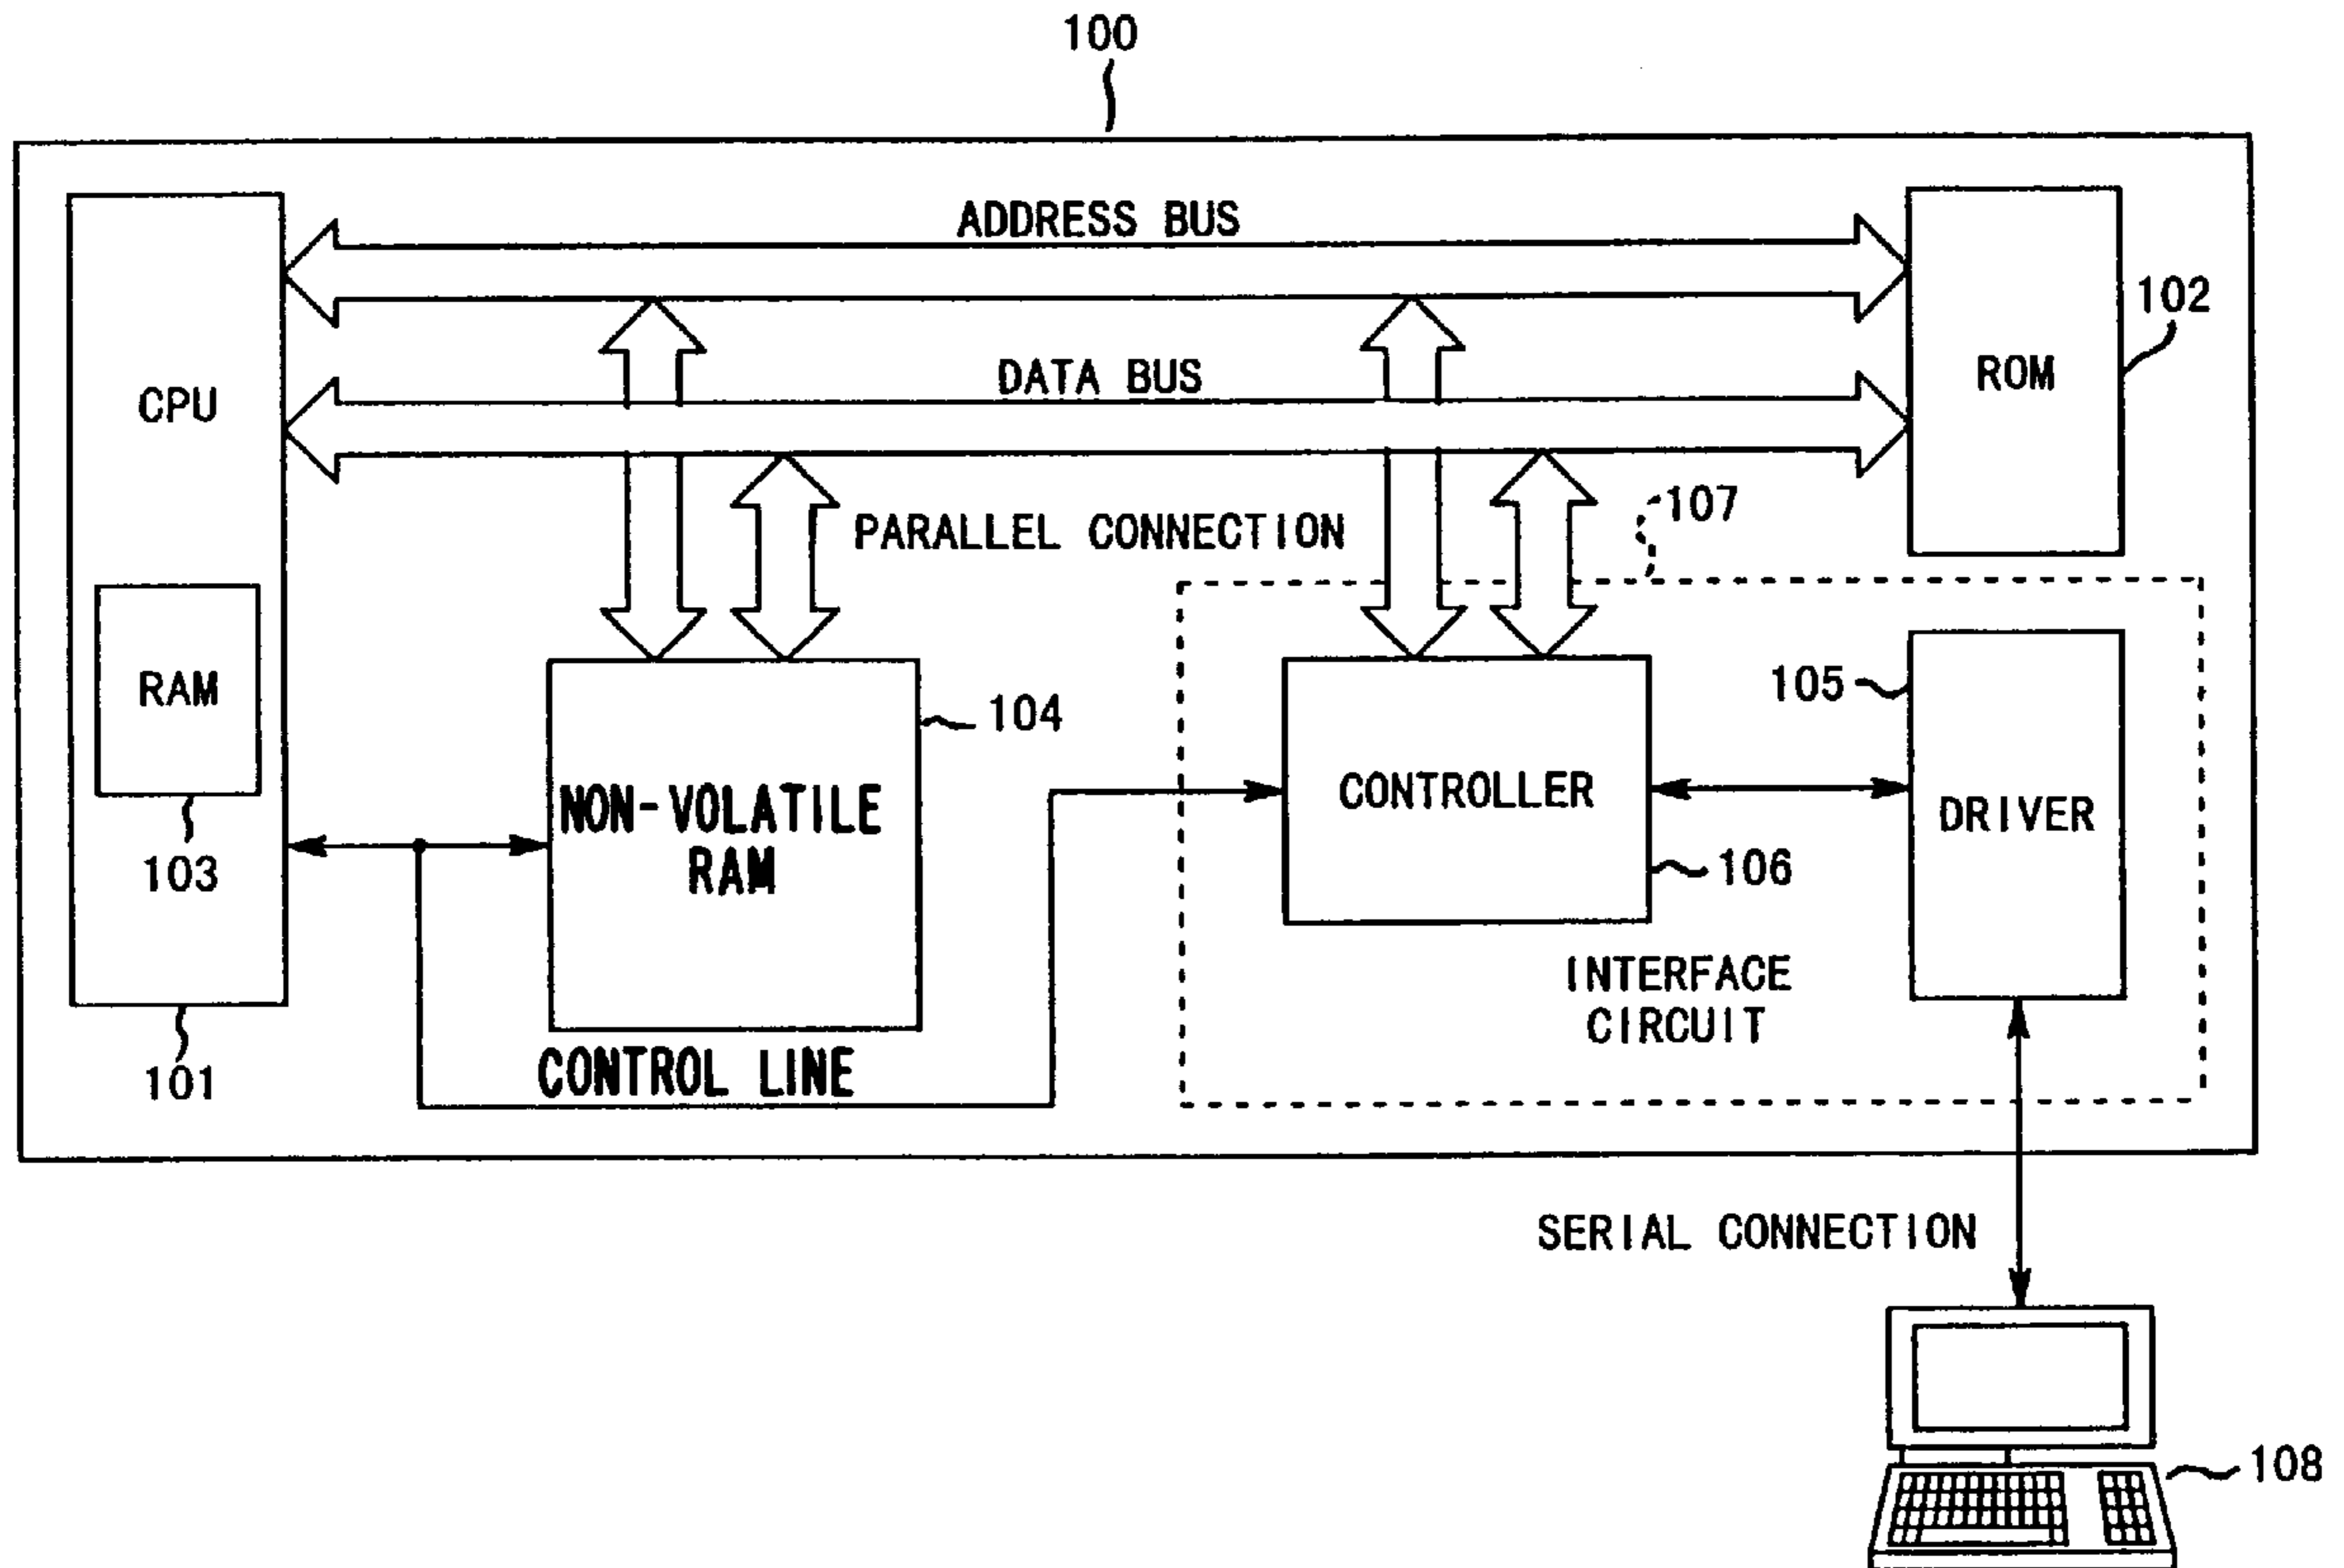 100
ADDRESS BUS
102
ROM
CPU
DATA BUS
107
PARALLEL CONNECTION
RAM
104
105
NON-VOLATILE
RAM
CONTROLLER
DRIVER
103
106
INTERFACE
CIRCUIT
101
CONTROL LINE
SERIAL CONNECTION
108